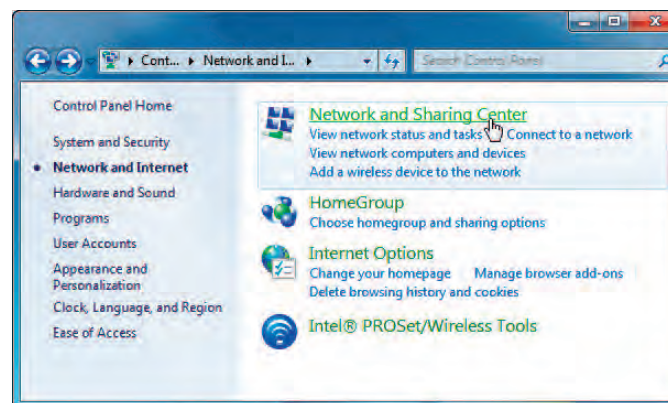 Cont... Network and I... Search Control Panel
Control Panel Home
System and Security
Network and Internet
Hardware and Sound
Programs
User Accounts
Appearance and
Personalization
Clock, Language, and Region
Ease of Access
Network and Sharing Center
View network status and tasks Connect to a network
View network computers and devices
Add a wireless device to the network
HomeGroup
Choose homegroup and sharing options
Internet Options
Change your homepage Manage browser add-ons
Delete browsing history and cookies
Intel® PROSet/Wireless Tools